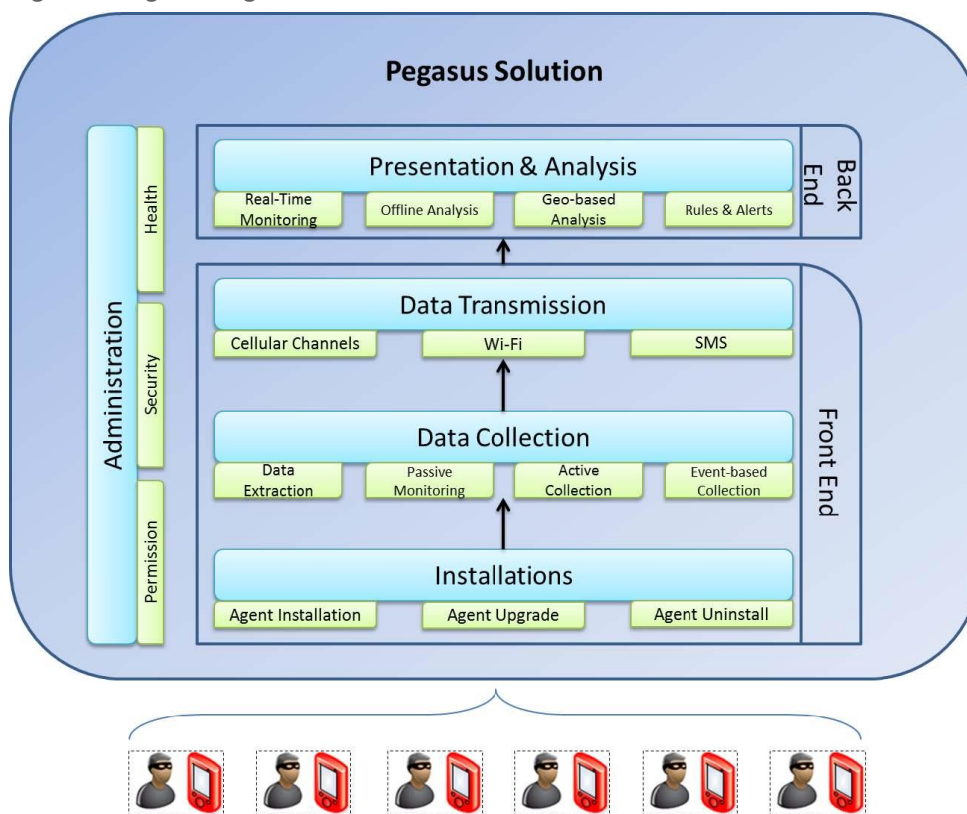 Pegasus Solution
Administration
Health
Security
Permission
Presentation & Analysis
Real-Time
Monitoring
Offline Analysis
Geo-based
Analysis
Rules & Alerts
Back
End
Data Transmission
Cellular Channels
Wi-Fi
SMS
Data Collection
Data
Extraction
Passive
Monitoring
Active
Collection
Event-based
Collection
Installations
Agent Installation
Agent Upgrade
Agent Uninstall
Front End